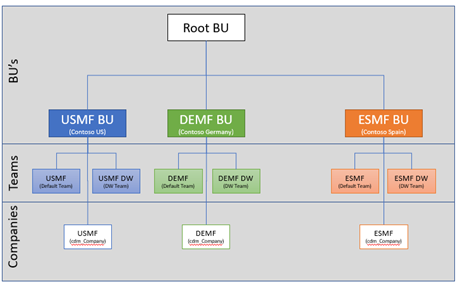 BU's
Root BU
USMF BU
(Contoso US)
DEMF BU
(Contoso Germany)
ESMF BU
(Contoso Spain)
Teams
USMF
(Default Team)
USMF DW
(DW Team)
DEMF
(Default Team)
DEMF DW
(DW Team)
ESMF
(Default Team)
ESMF DW
(DW Team)
Companies
USMF
(cdm_Company)
DEMF
(cdm_Company)
ESMF
(cdm_Company)